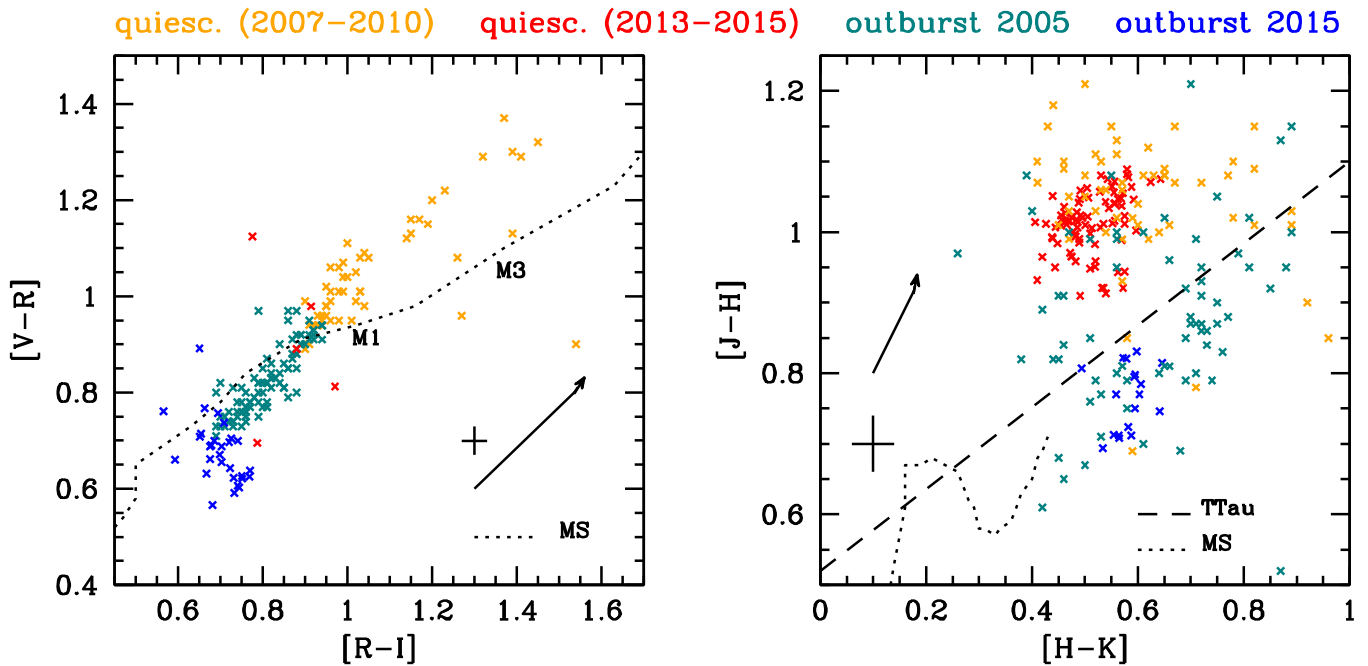 quiesc. (2007−2010) quiesc. (2013−2015) outburst 2005 outburst 2015
[V−R]
1.4
1.2
1
0.8
0.6
0.4
M3
M1
MS
0.6 0.8 1 1.2 1.4 1.6
[R−I]
[J−H]
1.2
1
0.8
0.6
TTau
MS
0 0.2 0.4 0.6 0.8 1
[H−K]